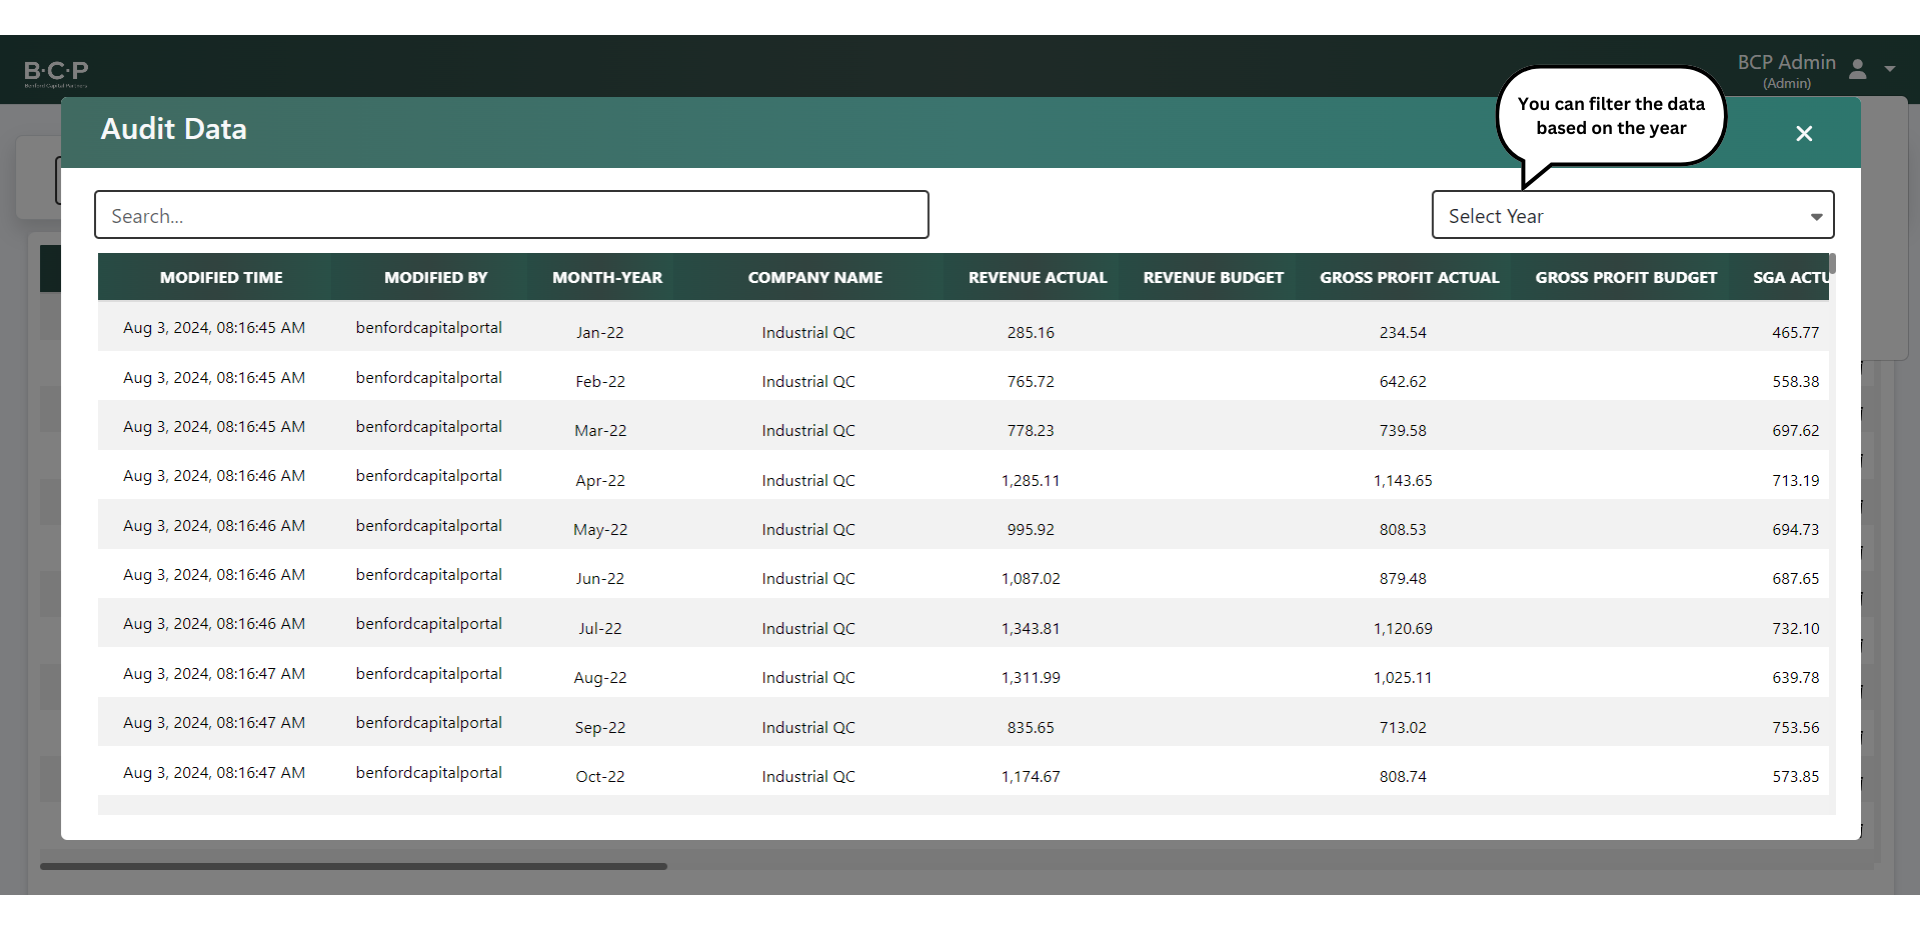 B·C·P
Benford Capital Partners
BCP Admin
(Admin)
You can filter the data
based on the year
Audit Data
Search...
Select Year
MODIFIED TIME MODIFIED BY MONTH-YEAR COMPANY NAME REVENUE ACTUAL REVENUE BUDGET GROSS PROFIT ACTUAL GROSS PROFIT BUDGET SGA ACTU
Aug 3, 2024, 08:16:45 AM benfordcapitalportal Jan-22 Industrial QC 285.16 234.54 465.77
Aug 3, 2024, 08:16:45 AM benfordcapitalportal Feb-22 Industrial QC 765.72 642.62 558.38
Aug 3, 2024, 08:16:45 AM benfordcapitalportal Mar-22 Industrial QC 778.23 739.58 697.62
Aug 3, 2024, 08:16:46 AM benfordcapitalportal Apr-22 Industrial QC 1,285.11 1,143.65 713.19
Aug 3, 2024, 08:16:46 AM benfordcapitalportal May-22 Industrial QC 995.92 808.53 694.73
Aug 3, 2024, 08:16:46 AM benfordcapitalportal Jun-22 Industrial QC 1,087.02 879.48 687.65
Aug 3, 2024, 08:16:46 AM benfordcapitalportal Jul-22 Industrial QC 1,343.81 1,120.69 732.10
Aug 3, 2024, 08:16:47 AM benfordcapitalportal Aug-22 Industrial QC 1,311.99 1,025.11 639.78
Aug 3, 2024, 08:16:47 AM benfordcapitalportal Sep-22 Industrial QC 835.65 713.02 753.56
Aug 3, 2024, 08:16:47 AM benfordcapitalportal Oct-22 Industrial QC 1,174.67 808.74 573.85